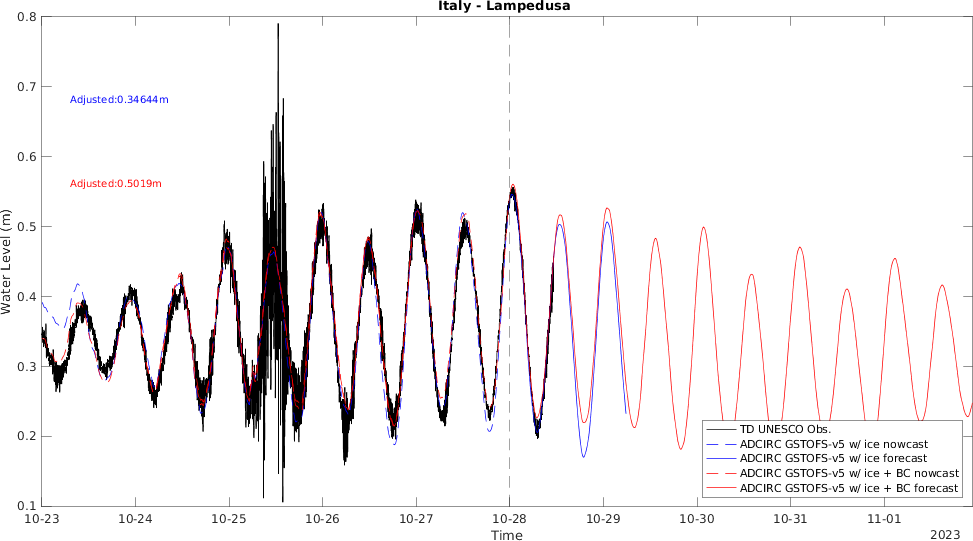 Italy - Lampedusa
0.8
0.7
0.6
0.5
0.4
0.3
0.2
0.1
Water Level (m)
Adjusted:0.34644m
Adjusted:0.5019m
TD UNESCO Obs.
ADCIRC GSTOFS-v5 w/ ice nowcast
ADCIRC GSTOFS-v5 w/ ice forecast
ADCIRC GSTOFS-v5 w/ ice + BC nowcast
ADCIRC GSTOFS-v5 w/ ice + BC forecast
10-23 10-24 10-25 10-26 10-27 10-28 10-29 10-30 10-31 11-01
Time
2023